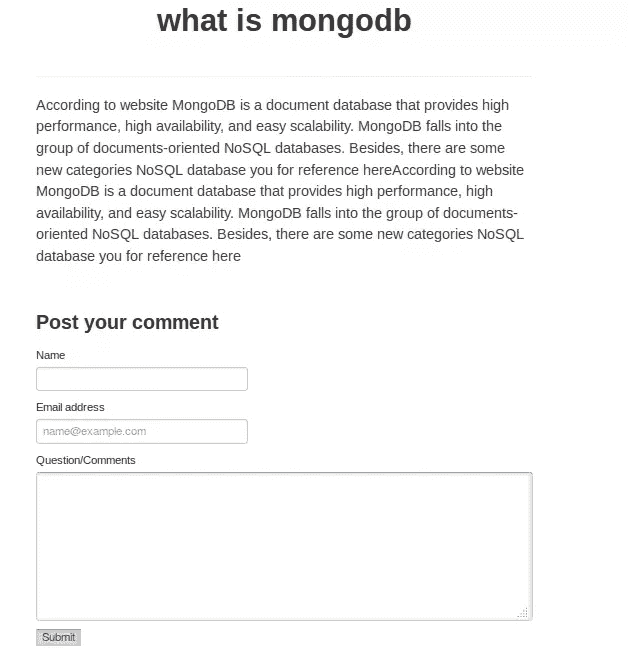 what is mongodb
According to website MongoDB is a document database that provides high
performance, high availability, and easy scalability. MongoDB falls into the
group of documents-oriented NoSQL databases. Besides, there are some
new categories NoSQL database you for reference hereAccording to website
MongoDB is a document database that provides high performance, high
availability, and easy scalability. MongoDB falls into the group of documents-
oriented NoSQL databases. Besides, there are some new categories NoSQL
database you for reference here
Post your comment
Name
Email address
name@example.com
Question/Comments
Submit